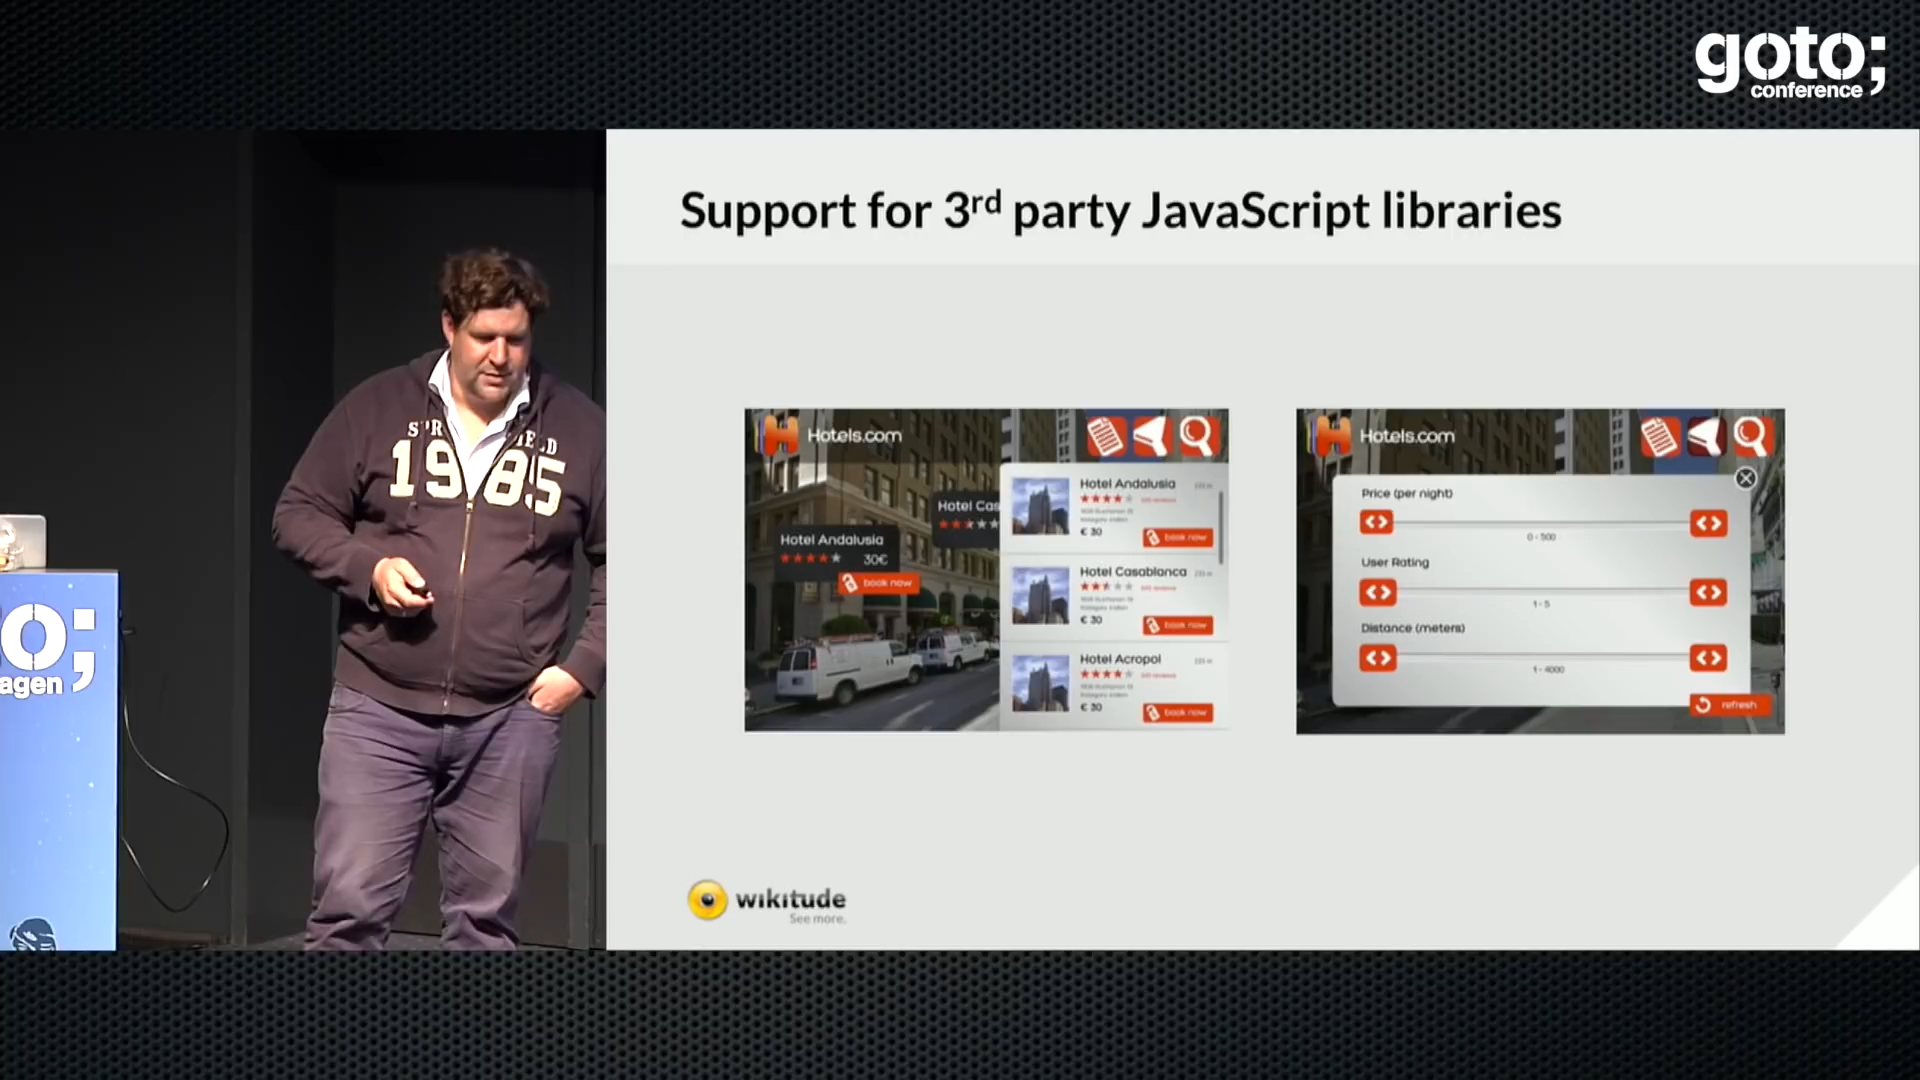 goto;
conference
Support for 3rd party JavaScript libraries
1985
o;
agen
Hotels.com
Hotel Andalusia
30€
book now
Hotel Cas
Hotel Andalusia
€ 30
book now
Hotel Casablanca
€ 30
book now
Hotel Acropol
€ 30
book now
Hotels.com
Price (per night)
0 - 500
User Rating
1 - 5
Distance (meters)
1 - 4000
refresh
wikitude
See more.